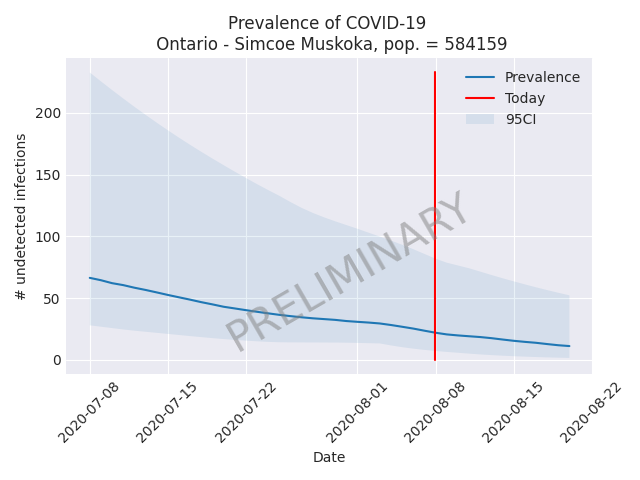 Prevalence of COVID-19
Ontario - Simcoe Muskoka, pop. = 584159
Prevalence
Today
95CI
# undetected infections
200
150
100
50
0
PRELIMINARY
2020-07-08
2020-07-15
2020-07-22
2020-08-01
2020-08-08
2020-08-15
2020-08-22
Date